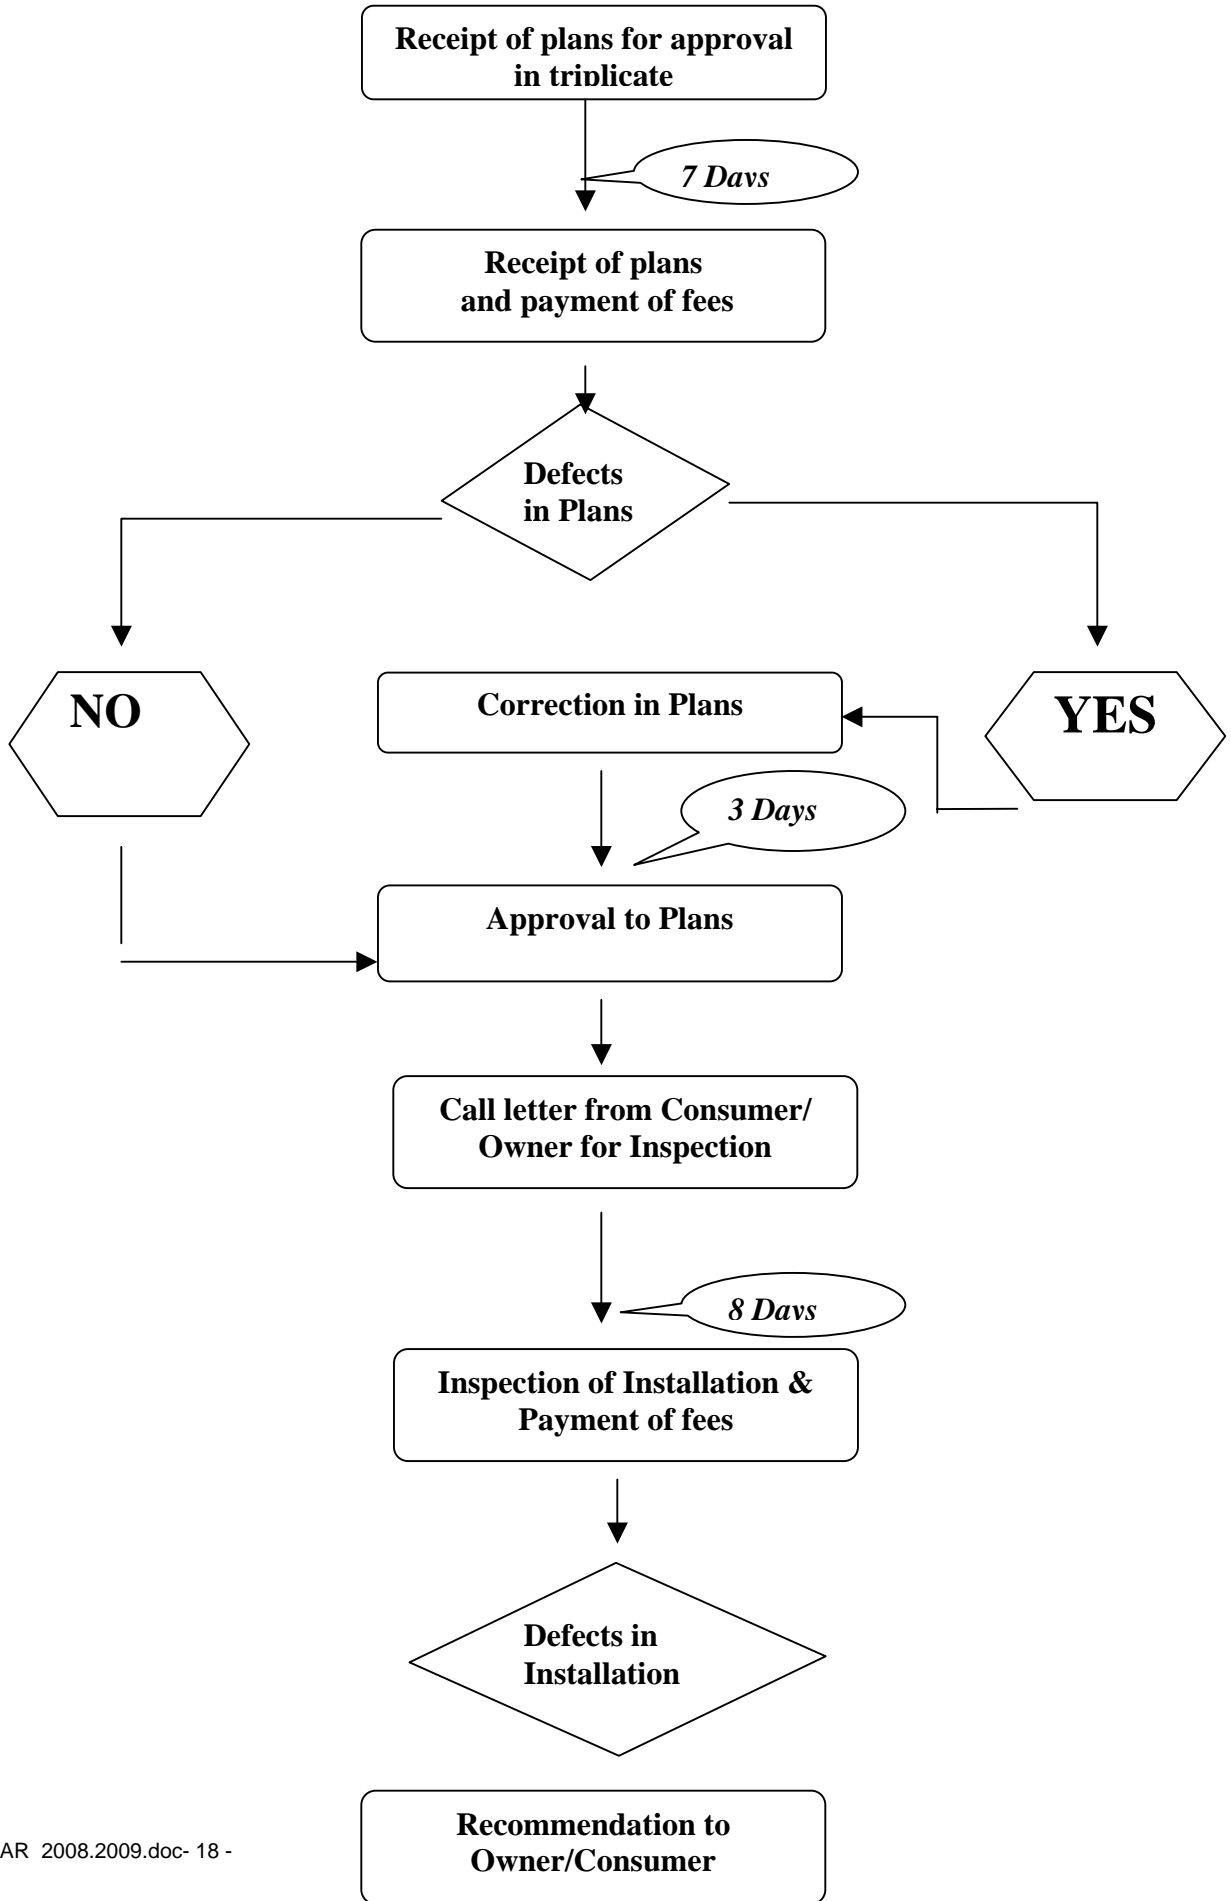 Receipt of plans for approval
in triplicate
7 Days
Receipt of plans
and payment of fees
Defects
in Plans
NO
Correction in Plans
YES
3 Days
Approval to Plans
Call letter from Consumer/
Owner for Inspection
8 Days
Inspection of Installation &
Payment of fees
Defects in
Installation
Recommendation to
Owner/Consumer
AR 2008.2009.doc- 18 -